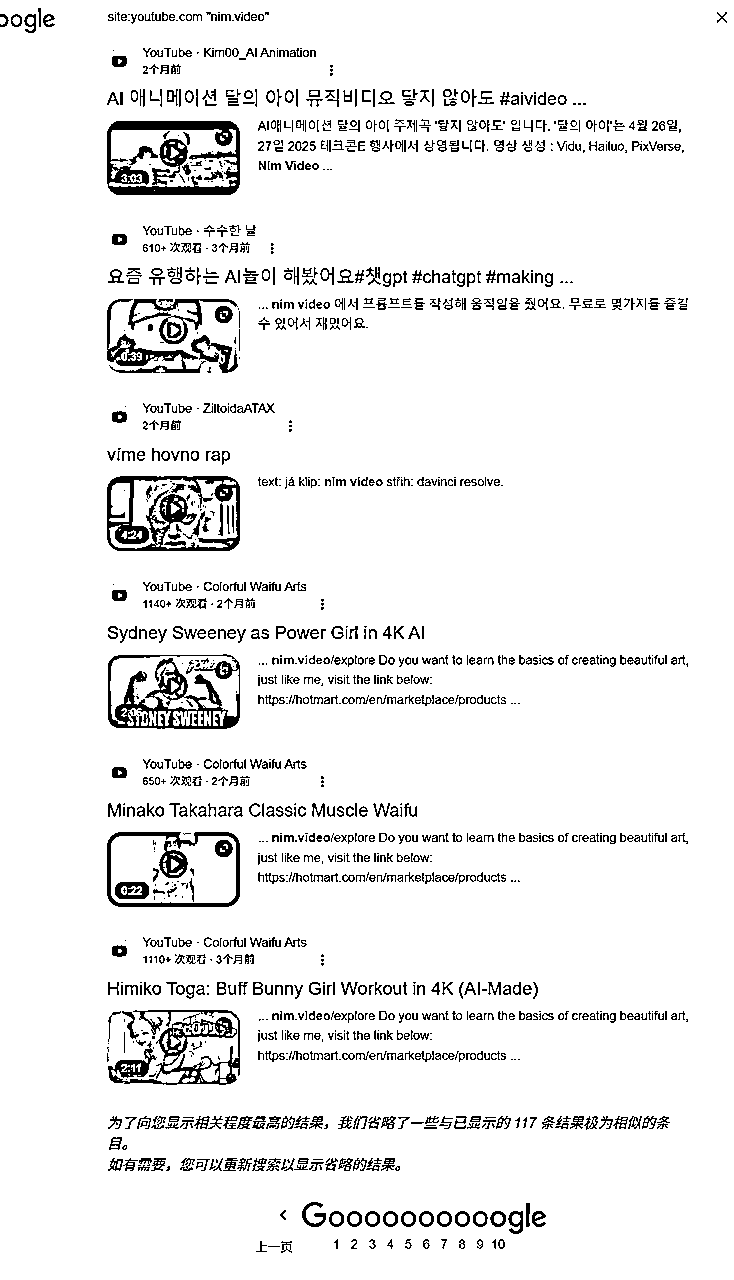 oogle
site:youtube.com "nim.video"
YouTube · Kim00_AI Animation
2个月前
AI 애니메이션 달의 아이 뮤직비디오 닿지 않아도 #aivideo ...
AI애니메이션 달의 아이 주제곡 '닿지 않아도' 입니다. '달의 아이'는 4월 26일,
27일 2025 테크콘E 행사에서 상영됩니다. 영상 생성 : Vidu, Hailuo, PixVerse,
Nim Video ...
3:03
YouTube · 수수한 날
610+ 次观看 · 3个月前
요즘 유행하는 AI놀이 해봤어요#챗gpt #chatgpt #making ...
... nim video 에서 프롬프트를 작성해 움직임을 줬어요. 무료로 몇가지를 즐길
수 있어서 재밌어요.
0:39
YouTube · ZiltoidaATAX
2个月前
víme hovno rap
text: já klip: nim video střih: davinci resolve.
4:24
YouTube · Colorful Waifu Arts
1140+ 次观看 · 2个月前
Sydney Sweeney as Power Girl in 4K AI
... nim.video/explore Do you want to learn the basics of creating beautiful art,
just like me, visit the link below:
https://hotmart.com/en/marketplace/products ...
SYDNEY SWEENEY
YouTube · Colorful Waifu Arts
650+ 次观看 · 2个月前
Minako Takahara Classic Muscle Waifu
... nim.video/explore Do you want to learn the basics of creating beautiful art,
just like me, visit the link below:
https://hotmart.com/en/marketplace/products ...
0:22
YouTube · Colorful Waifu Arts
1110+ 次观看 · 3个月前
Himiko Toga: Buff Bunny Girl Workout in 4K (AI-Made)
... nim.video/explore Do you want to learn the basics of creating beautiful art,
just like me, visit the link below:
https://hotmart.com/en/marketplace/products ...
2:11
为了向您显示相关程度最高的结果，我们省略了一些与已显示的 117 条结果极为相似的条
目。
如有需要，您可以重新搜索以显示省略的结果。
Goooooooooogle
上一页 1 2 3 4 5 6 7 8 9 10